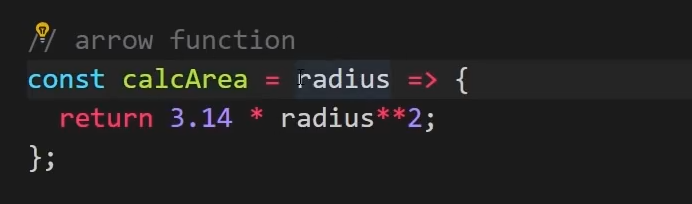 // arrow function
const calcArea = radius => {
  return 3.14 * radius**2;
};